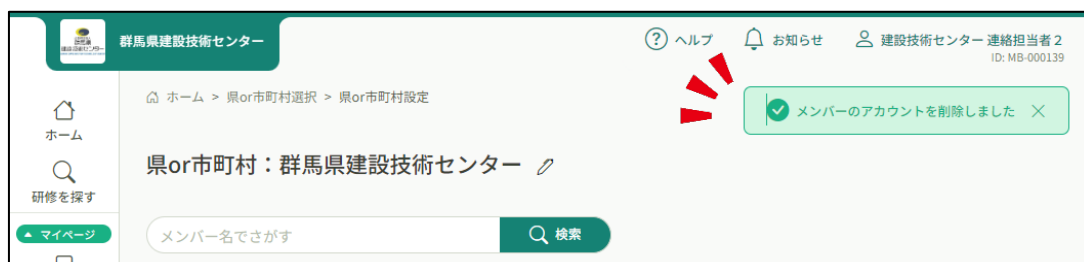 群馬県建設技術センター
? ヘルプ
お知らせ
建設技術センター 連絡担当者2
ID: MB-000139
ホーム > 県or市町村選択 > 県or市町村設定
メンバーのアカウントを削除しました ×
ホーム
県or市町村：群馬県建設技術センター
研修を探す
メンバー名でさがす
検索
マイページ